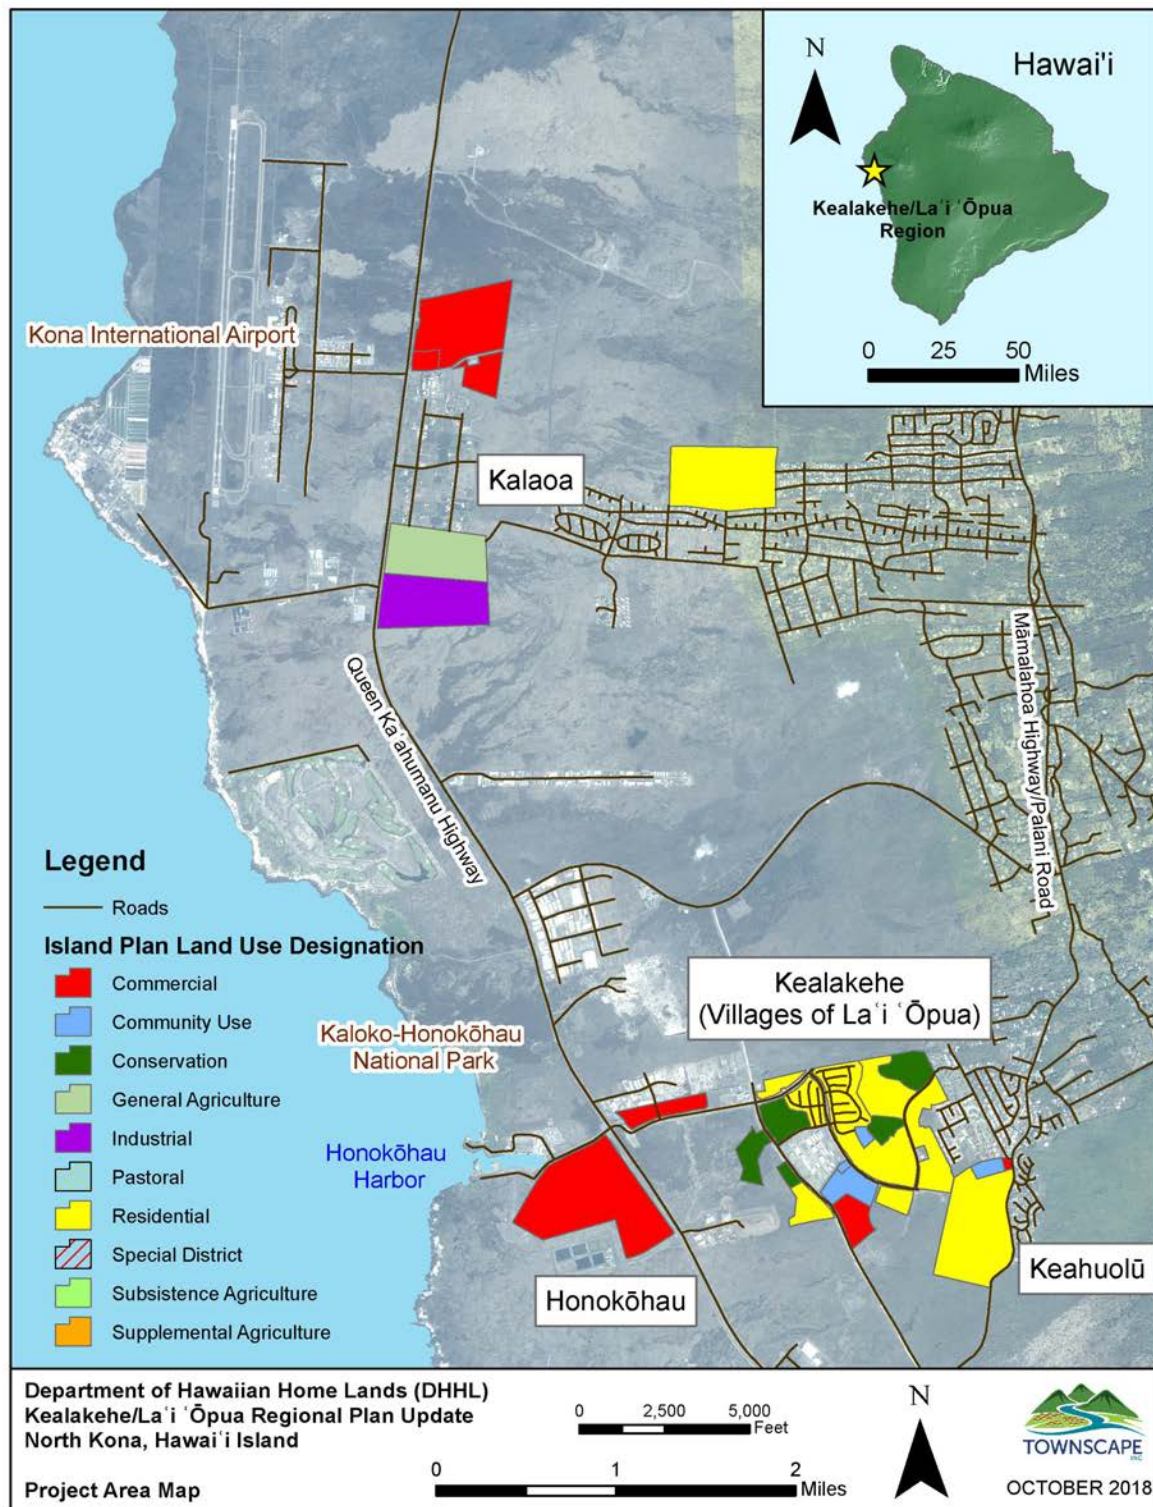 N
Hawai'i
Kealakehe/Laʻi ʻŌpua
Region
0 25 50
Miles
Kona International Airport
Kalaoa
Queen Kaʻahumanu Highway
Māmalahoa Highway/Palani Road
Legend
Roads
Island Plan Land Use Designation
Commercial
Community Use
Conservation
General Agriculture
Industrial
Pastoral
Residential
Special District
Subsistence Agriculture
Supplemental Agriculture
Kealakehe
(Villages of Laʻi ʻŌpua)
Kaloko-Honokōhau
National Park
Honokōhau
Harbor
Honokōhau
Keahuolū
Department of Hawaiian Home Lands (DHHL)
Kealakehe/Laʻi ʻŌpua Regional Plan Update
North Kona, Hawaiʻi Island
Project Area Map
0 2,500 5,000
Feet
0 1 2
Miles
N
TOWNSCAPE
INC
OCTOBER 2018